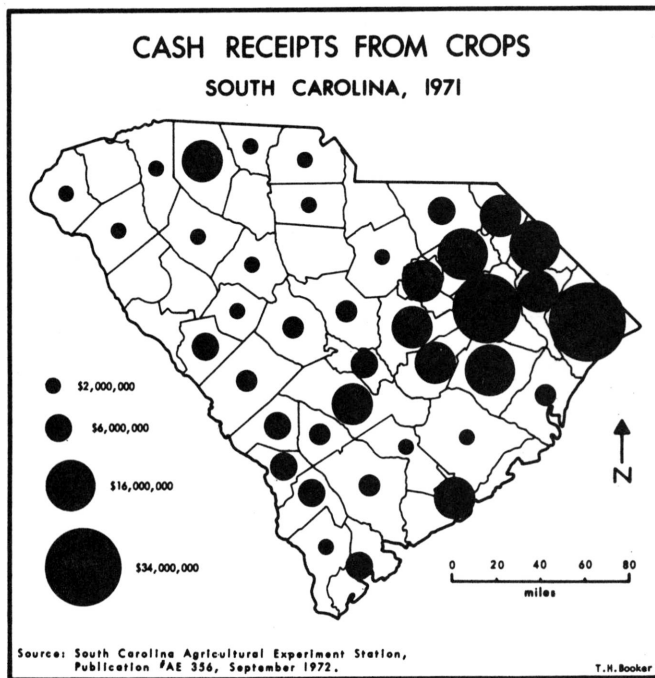 CASH RECEIPTS FROM CROPS
SOUTH CAROLINA, 1971
$2,000,000
$6,000,000
$16,000,000
$34,000,000
N
0 20 40 60 80
miles
Source: South Carolina Agricultural Experiment Station,
Publication #AE 356, September 1972.
T.H.Booker